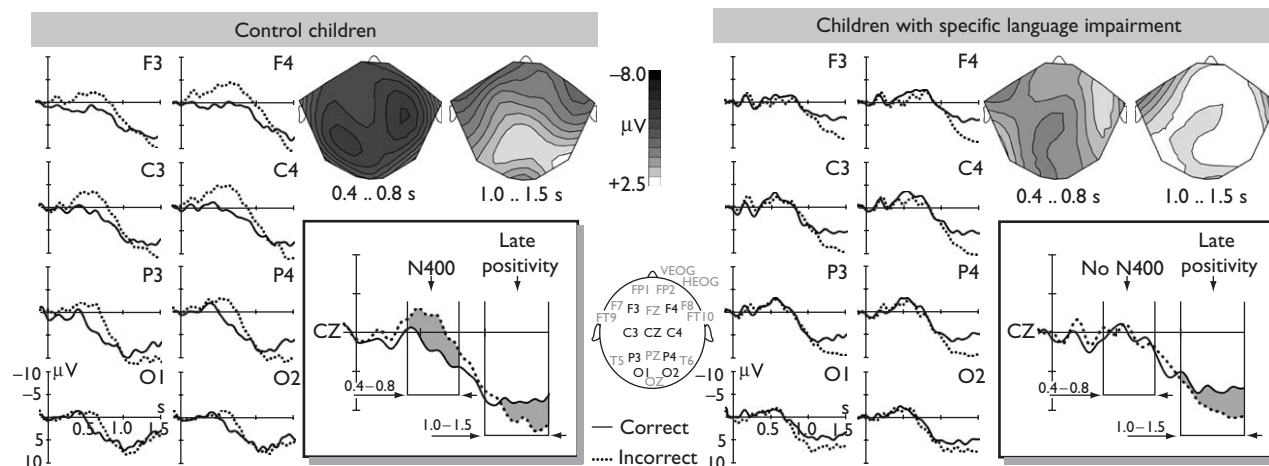 Control children
F3
F4
C3
C4
P3
P4
O1
O2
-10
-5
μV
5
10
s
0.5
1.0
1.5
0.4 .. 0.8 s
1.0 .. 1.5 s
–8.0
μV
+2.5
N400
Late
positivity
CZ
0.4–0.8
1.0–1.5
VEOG
HEOG
FP1 FP2
F7 F3 FZ F4 F8
FT9 FT10
C3 CZ C4
T5 P3 PZ P4 T6
O1 O2
OZ
Correct
Incorrect
Children with specific language impairment
F3
F4
C3
C4
P3
P4
O1
O2
-10
-5
μV
5
10
s
0.5
1.0
1.5
0.4 .. 0.8 s
1.0 .. 1.5 s
No N400
Late
positivity
CZ
0.4–0.8
1.0–1.5